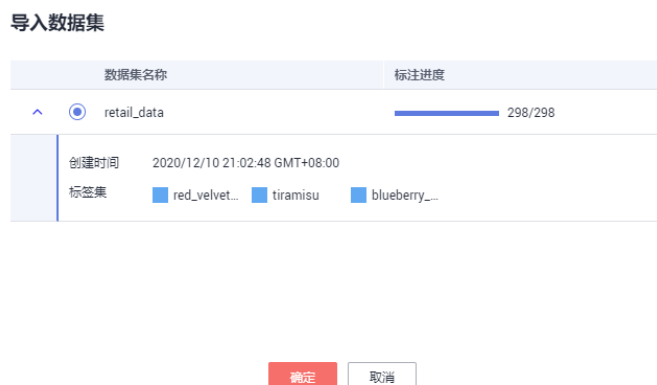 导入数据集
数据集名称 标注进度
retail_data 298/298
创建时间 2020/12/10 21:02:48 GMT+08:00
标签集 red_velvet... tiramisu blueberry_...
确定 取消